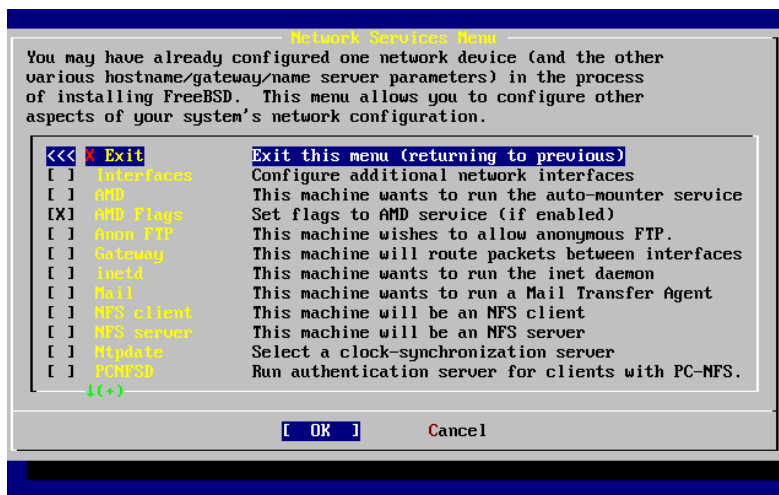 Network Services Menu
You may have already configured one network device (and the other
various hostname/gateway/name server parameters) in the process
of installing FreeBSD.  This menu allows you to configure other
aspects of your system's network configuration.
<<< X Exit Exit this menu (returning to previous)
[ ] Interfaces Configure additional network interfaces
[ ] AMD This machine wants to run the auto-mounter service
[X] AMD Flags Set flags to AMD service (if enabled)
[ ] Anon FTP This machine wishes to allow anonymous FTP.
[ ] Gateway This machine will route packets between interfaces
[ ] inetd This machine wants to run the inet daemon
[ ] Mail This machine wants to run a Mail Transfer Agent
[ ] NFS client This machine will be an NFS client
[ ] NFS server This machine will be an NFS server
[ ] Ntpdate Select a clock-synchronization server
[ ] PCNFSD Run authentication server for clients with PC-NFS.
↓(+)
[ OK ] Cancel